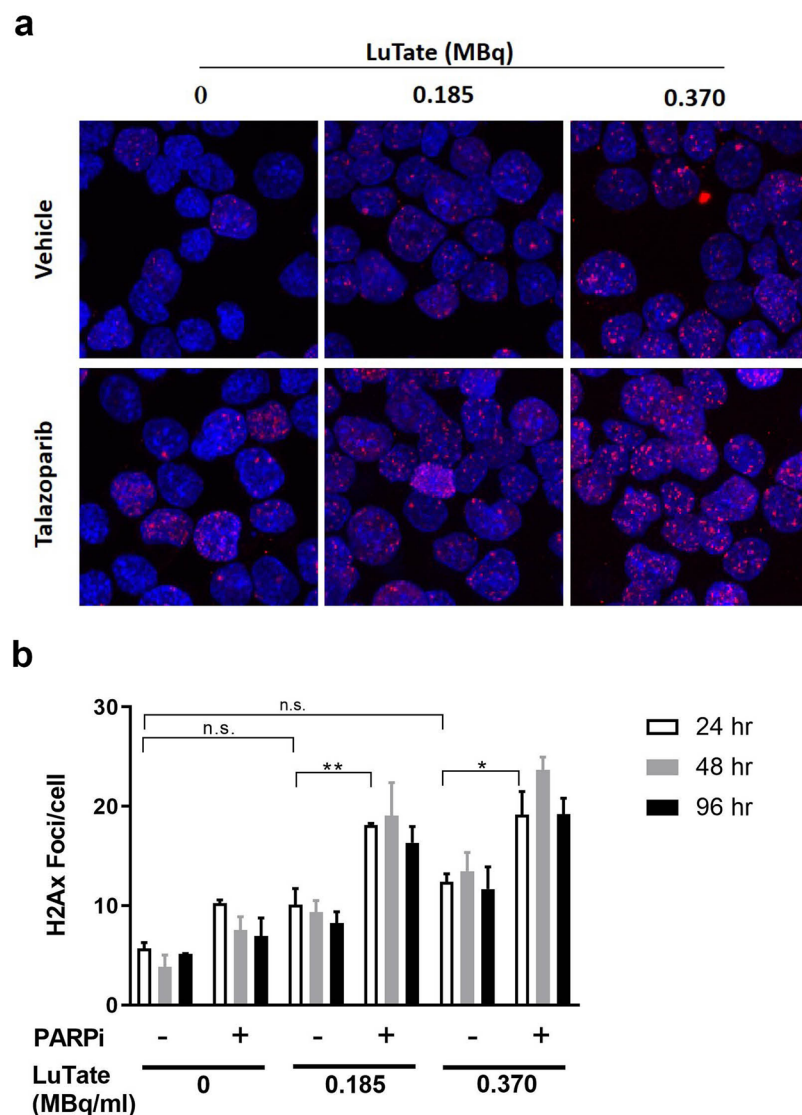 a
LuTate (MBq)
0 0.185 0.370
Vehicle
Talazoparib
b
30
20
10
0
H2Ax Foci/cell
n.s.
n.s.
**
*
24 hr
48 hr
96 hr
PARPi - + - + - +
LuTate 0 0.185 0.370
(MBq/ml)